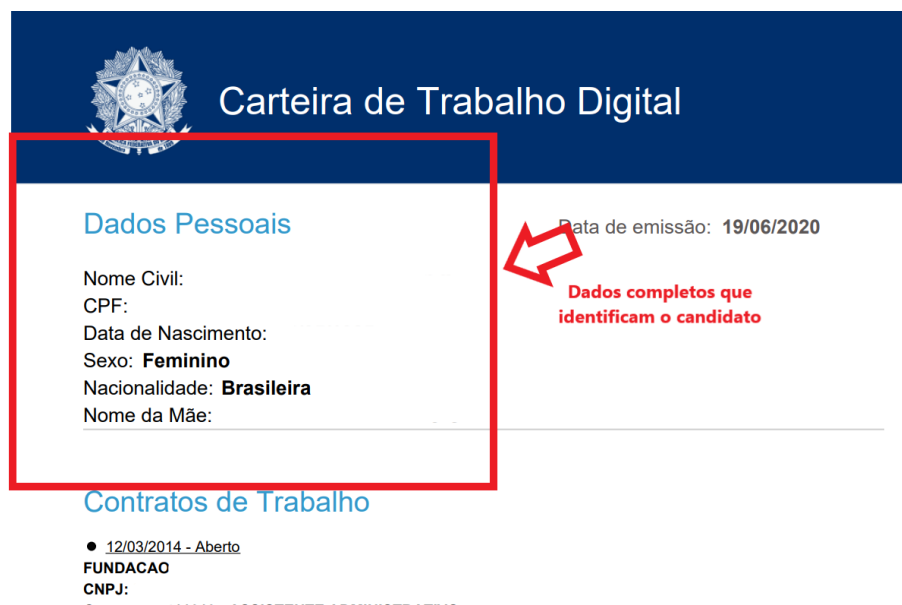 Carteira de Trabalho Digital
Dados Pessoais
Data de emissão: 19/06/2020
Nome Civil:
CPF:
Data de Nascimento:
Sexo: Feminino
Nacionalidade: Brasileira
Nome da Mãe:
Dados completos que
identificam o candidato
Contratos de Trabalho
12/03/2014 - Aberto
FUNDACAO
CNPJ:
ASSISTENTE ADMINISTRATIVO